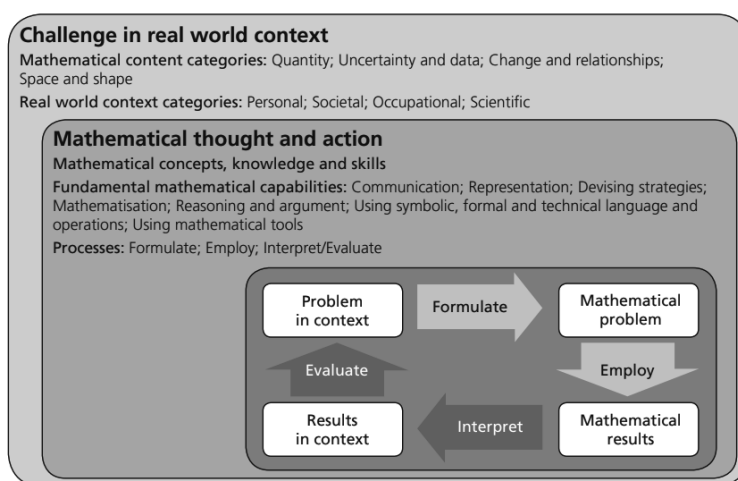 Challenge in real world context
Mathematical content categories: Quantity; Uncertainty and data; Change and relationships;
Space and shape
Real world context categories: Personal; Societal; Occupational; Scientific
Mathematical thought and action
Mathematical concepts, knowledge and skills
Fundamental mathematical capabilities: Communication; Representation; Devising strategies;
Mathematisation; Reasoning and argument; Using symbolic, formal and technical language and
operations; Using mathematical tools
Processes: Formulate; Employ; Interpret/Evaluate
Problem
in context
Formulate
Mathematical
problem
Evaluate
Employ
Results
in context
Interpret
Mathematical
results